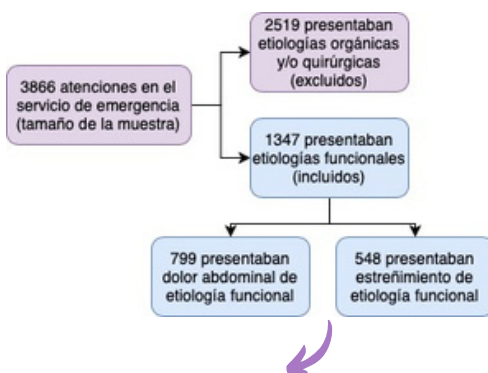 2519 presentaban
etiologías orgánicas
y/o quirúrgicas
(excluidos)
3866 atenciones en el
servicio de emergencia
(tamaño de la muestra)
1347 presentaban
etiologías funcionales
(incluidos)
799 presentaban
dolor abdominal de
etiología funcional
548 presentaban
estreñimiento de
etiología funcional